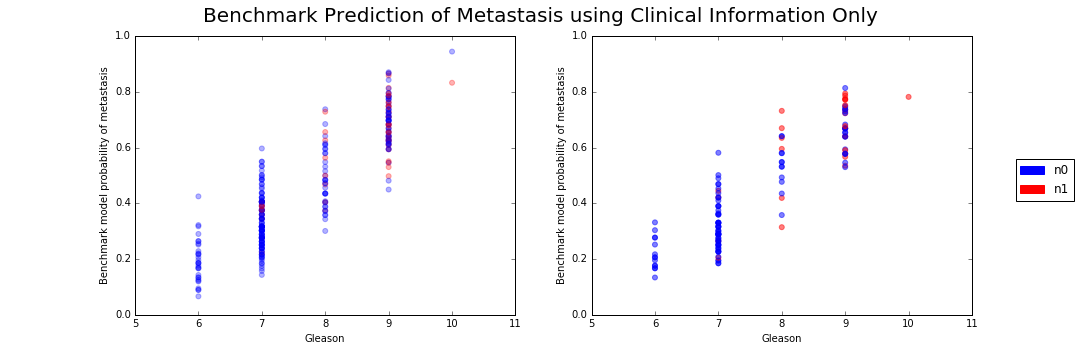 Benchmark Prediction of Metastasis using Clinical Information Only
Benchmark model probability of metastasis
1.0
0.8
0.6
0.4
0.2
0.0
5 6 7 8 9 10 11
Gleason
Benchmark model probability of metastasis
1.0
0.8
0.6
0.4
0.2
0.0
5 6 7 8 9 10 11
Gleason
n0
n1